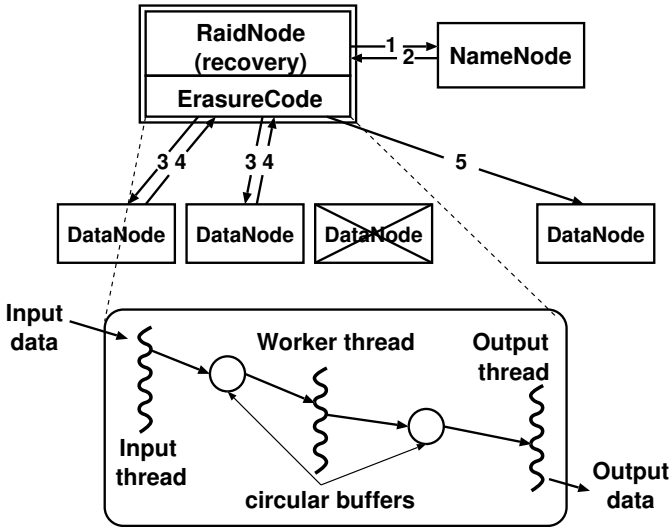 RaidNode
(recovery)
ErasureCode
1
2
NameNode
3 4
3 4
5
DataNode
DataNode
DataNode
DataNode
Input
data
Worker thread
Output
thread
Input
thread
circular buffers
Output
data